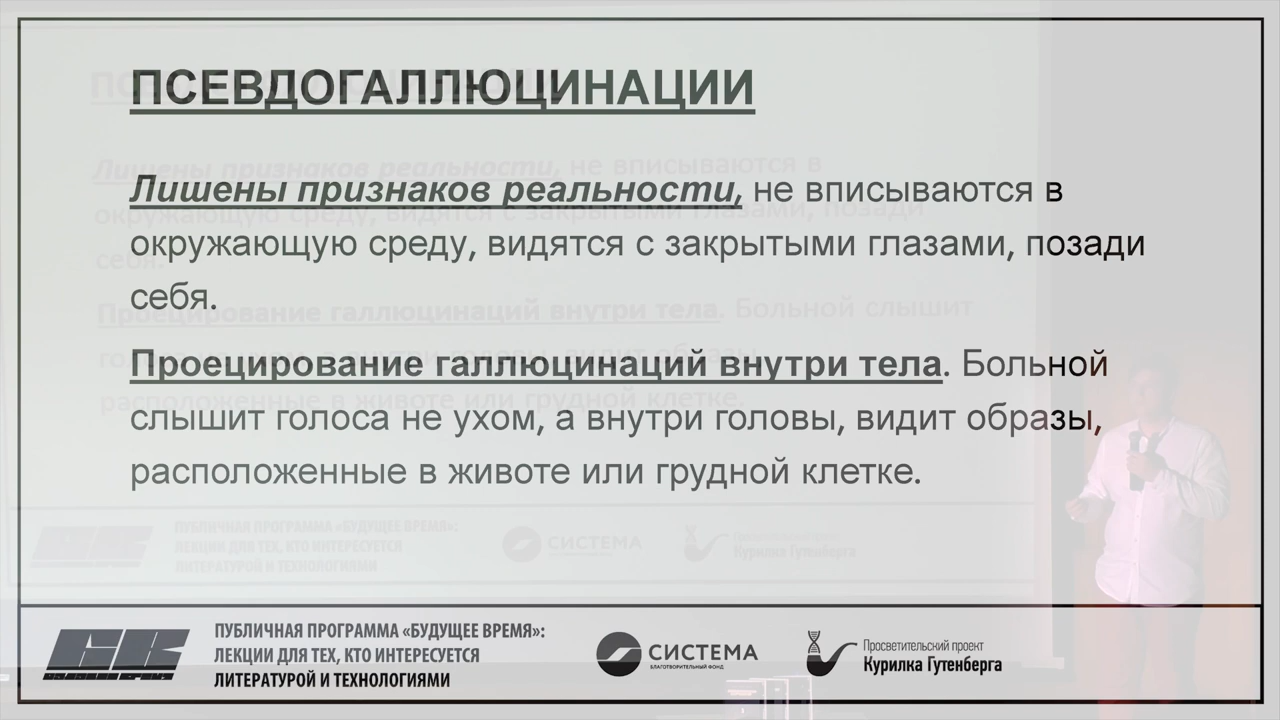 ПСЕВДОГАЛЛЮЦИНАЦИИ
Лишены признаков реальности, не вписываются в
окружающую среду, видятся с закрытыми глазами, позади
себя.
Проецирование галлюцинаций внутри тела. Больной
слышит голоса не ухом, а внутри головы, видит образы,
расположенные в животе или грудной клетке.
БК
ПУБЛИЧНАЯ ПРОГРАММА «БУДУЩЕЕ ВРЕМЯ»:
ЛЕКЦИИ ДЛЯ ТЕХ, КТО ИНТЕРЕСУЕТСЯ
ЛИТЕРАТУРОЙ И ТЕХНОЛОГИЯМИ
СИСТЕМА
БЛАГОТВОРИТЕЛЬНЫЙ ФОНД
Просветительский проект
Курилка Гутенберга